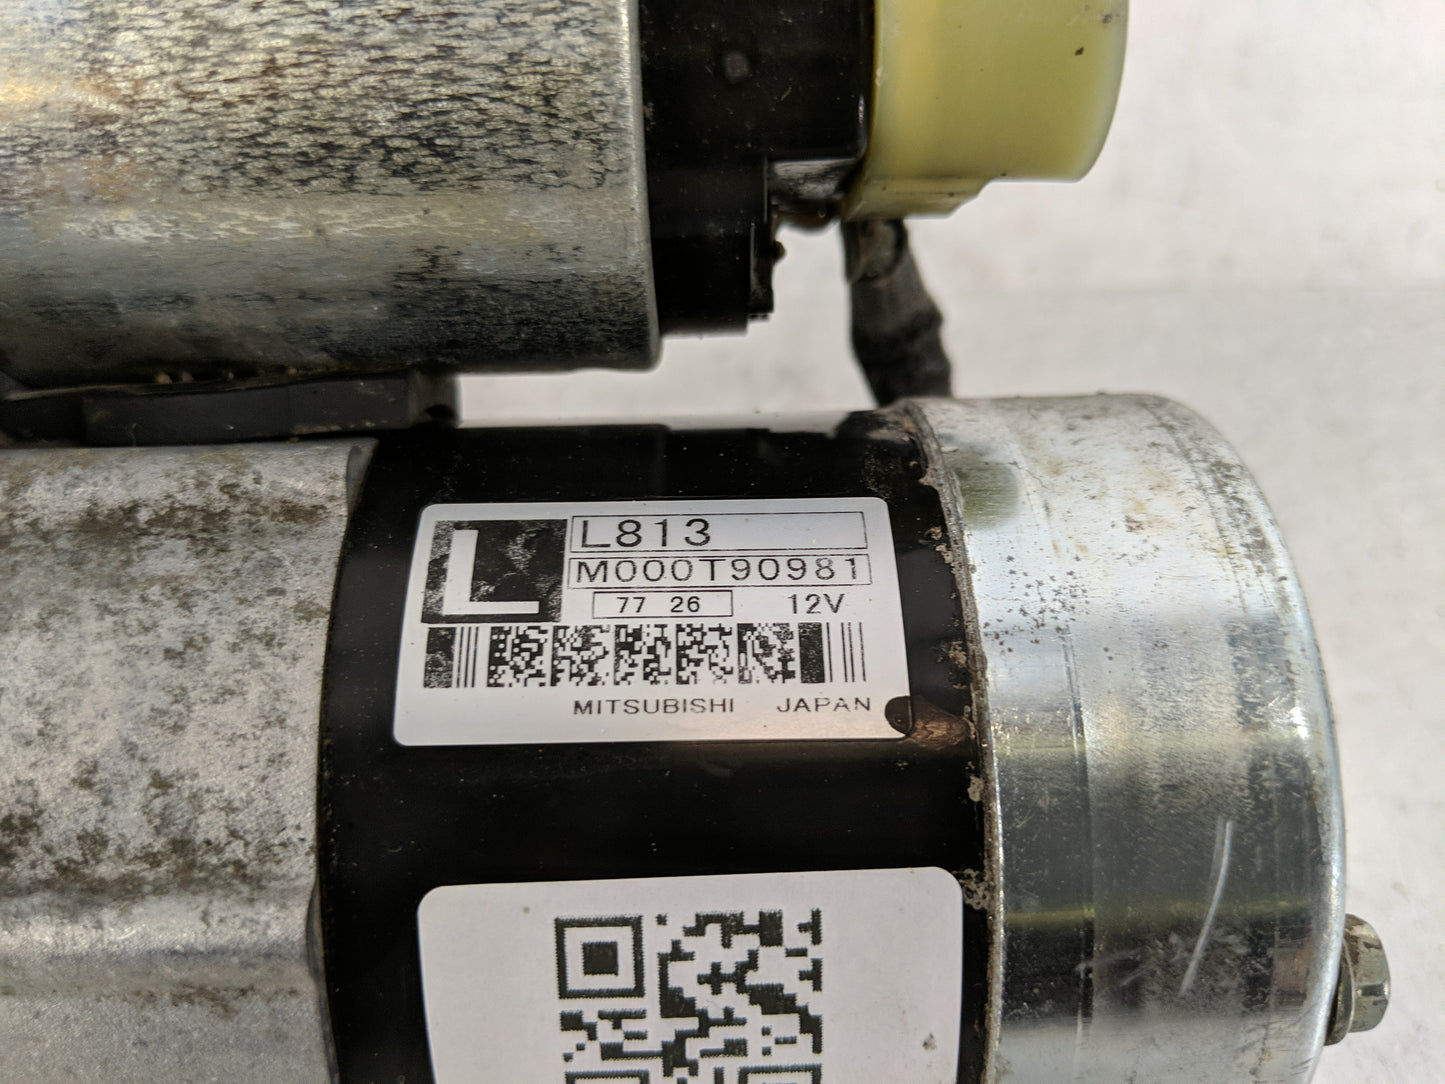 L
L813
M000T90981
77 26 12V
MITSUBISHI JAPAN